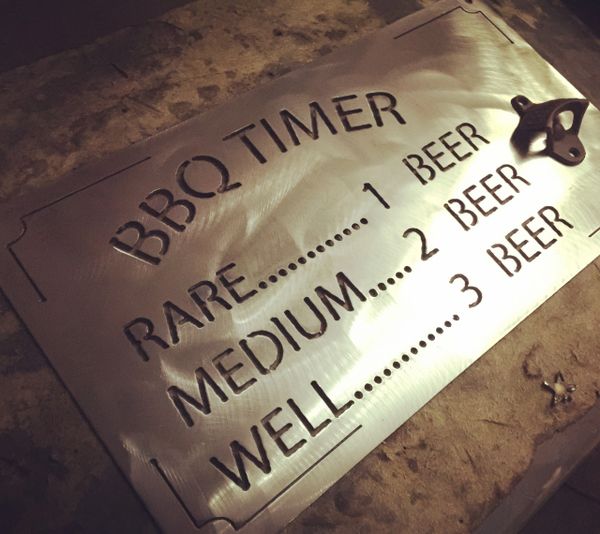 BBQ TIMER
RARE............1 BEER
MEDIUM.....2 BEER
WELL...........3 BEER